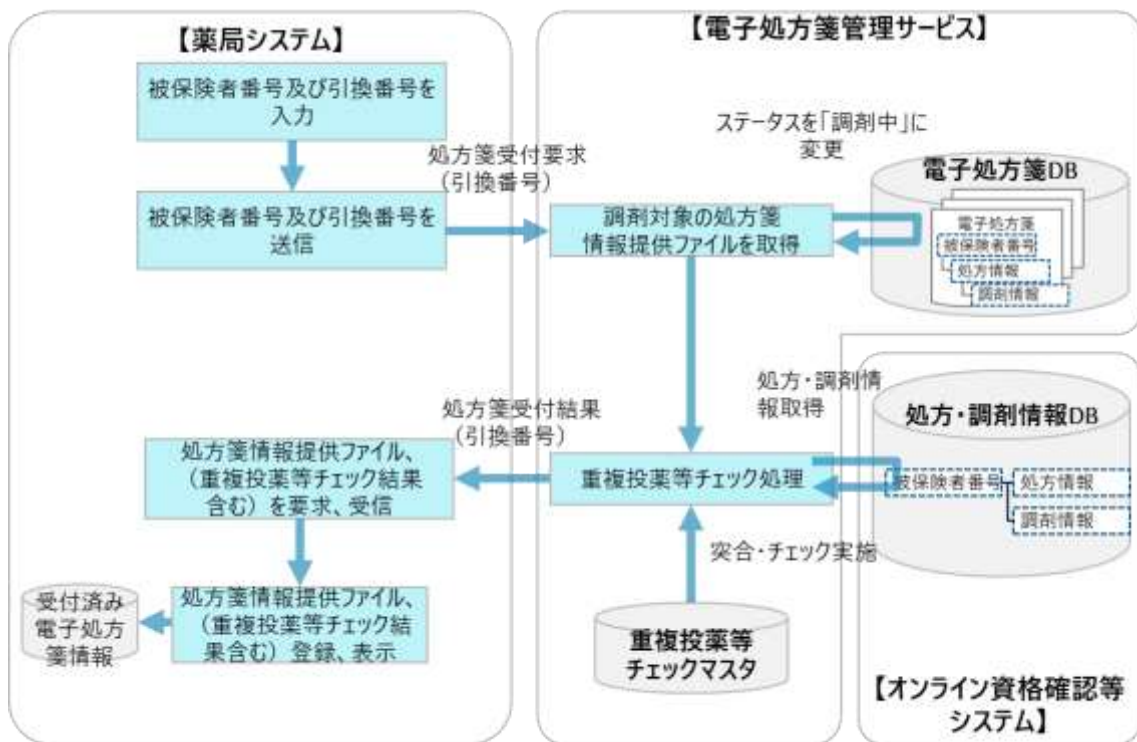 【薬局システム】
被保険者番号及び引換番号を
入力
被保険者番号及び引換番号を
送信
処方箋受付要求
（引換番号）
【電子処方箋管理サービス】
ステータスを「調剤中」に
変更
調剤対象の処方箋
情報提供ファイルを取得
電子処方箋DB
電子処方箋
被保険者番号
処方情報
調剤情報
処方・調剤情
報取得
処方箋受付結果
（引換番号）
重複投薬等チェック処理
処方・調剤情報DB
被保険者番号
処方情報
調剤情報
処方箋情報提供ファイル、
（重複投薬等チェック結果
含む）を要求、受信
突合・チェック実施
受付済み
電子処方
箋情報
処方箋情報提供ファイル、
（重複投薬等チェック結
果含む）登録、表示
重複投薬等
チェックマスタ
【オンライン資格確認等
システム】